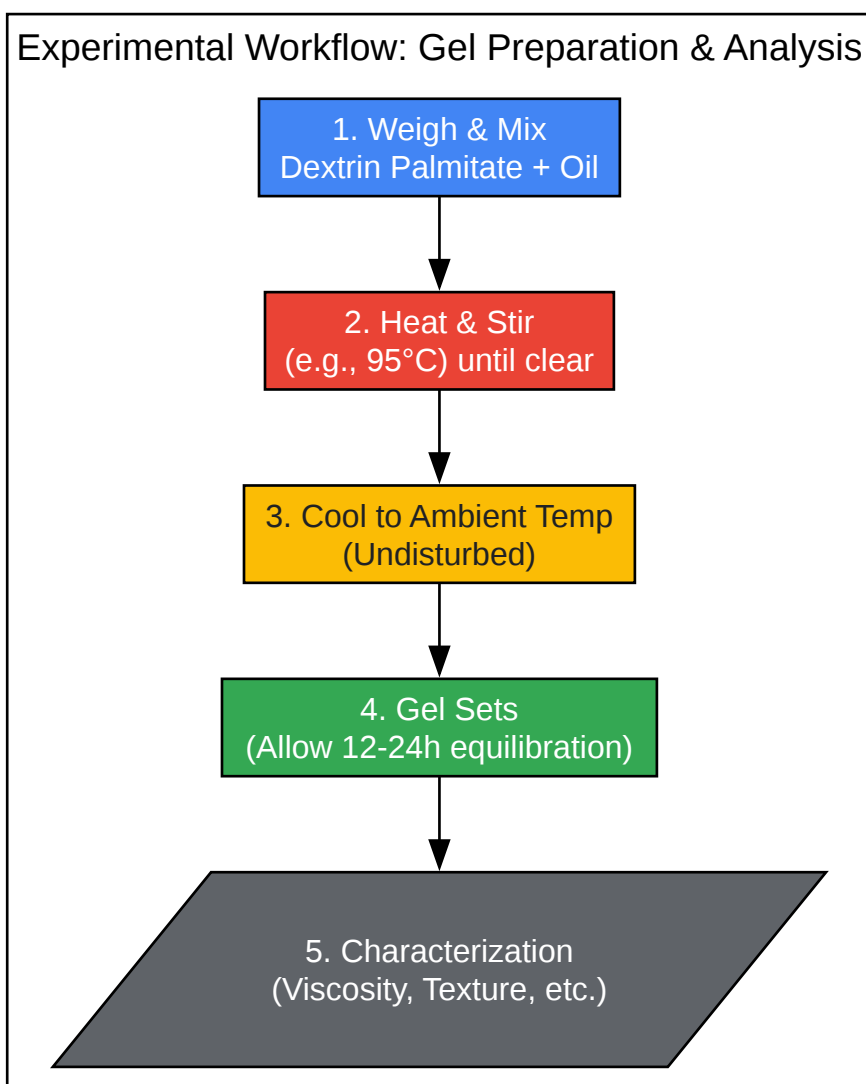 Experimental Workflow: Gel Preparation & Analysis
1. Weigh & Mix
Dextrin Palmitate + Oil
2. Heat & Stir
(e.g., 95°C) until clear
3. Cool to Ambient Temp
(Undisturbed)
4. Gel Sets
(Allow 12-24h equilibration)
5. Characterization
(Viscosity, Texture, etc.)